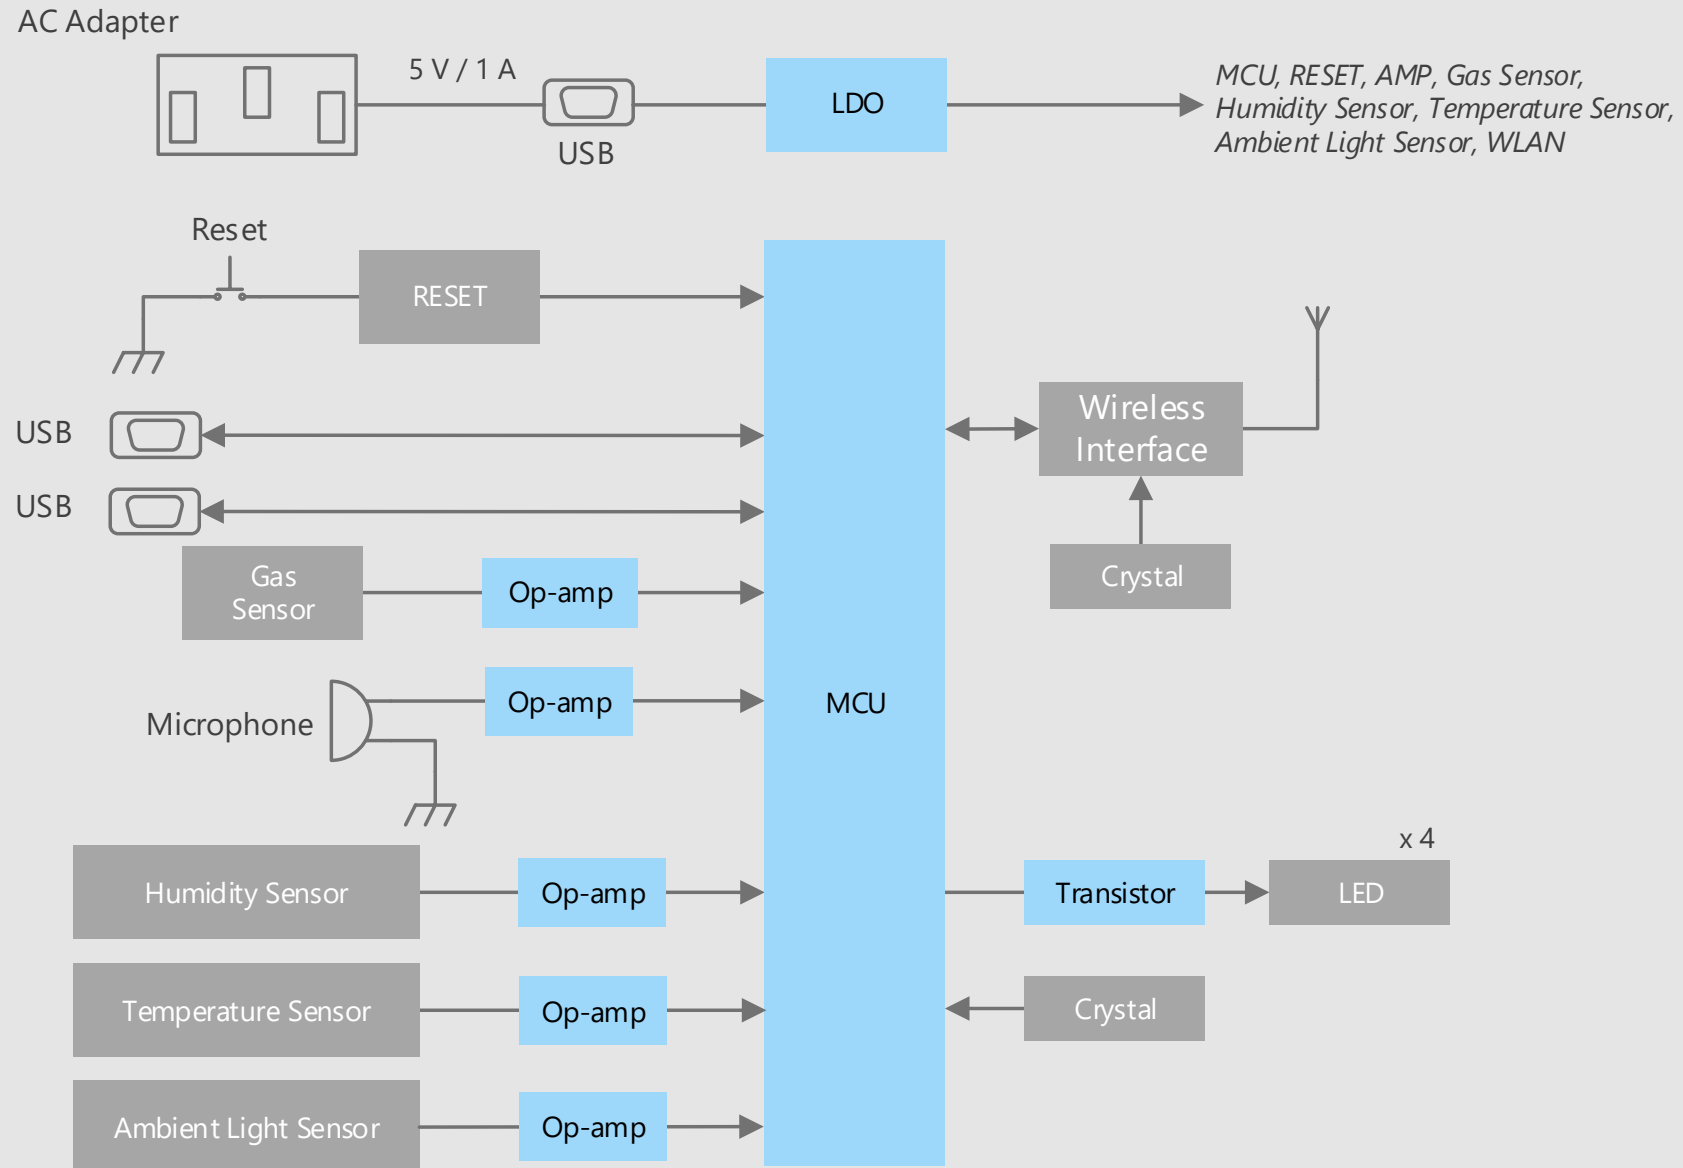 AC Adapter
5 V / 1 A
USB
LDO
MCU, RESET, AMP, Gas Sensor,
Humidity Sensor, Temperature Sensor,
Ambient Light Sensor, WLAN
Reset
RESET
USB
USB
Wireless
Interface
Crystal
Gas
Sensor
Op-amp
Microphone
Op-amp
MCU
Humidity Sensor
Op-amp
Transistor
x 4
LED
Temperature Sensor
Op-amp
Crystal
Ambient Light Sensor
Op-amp